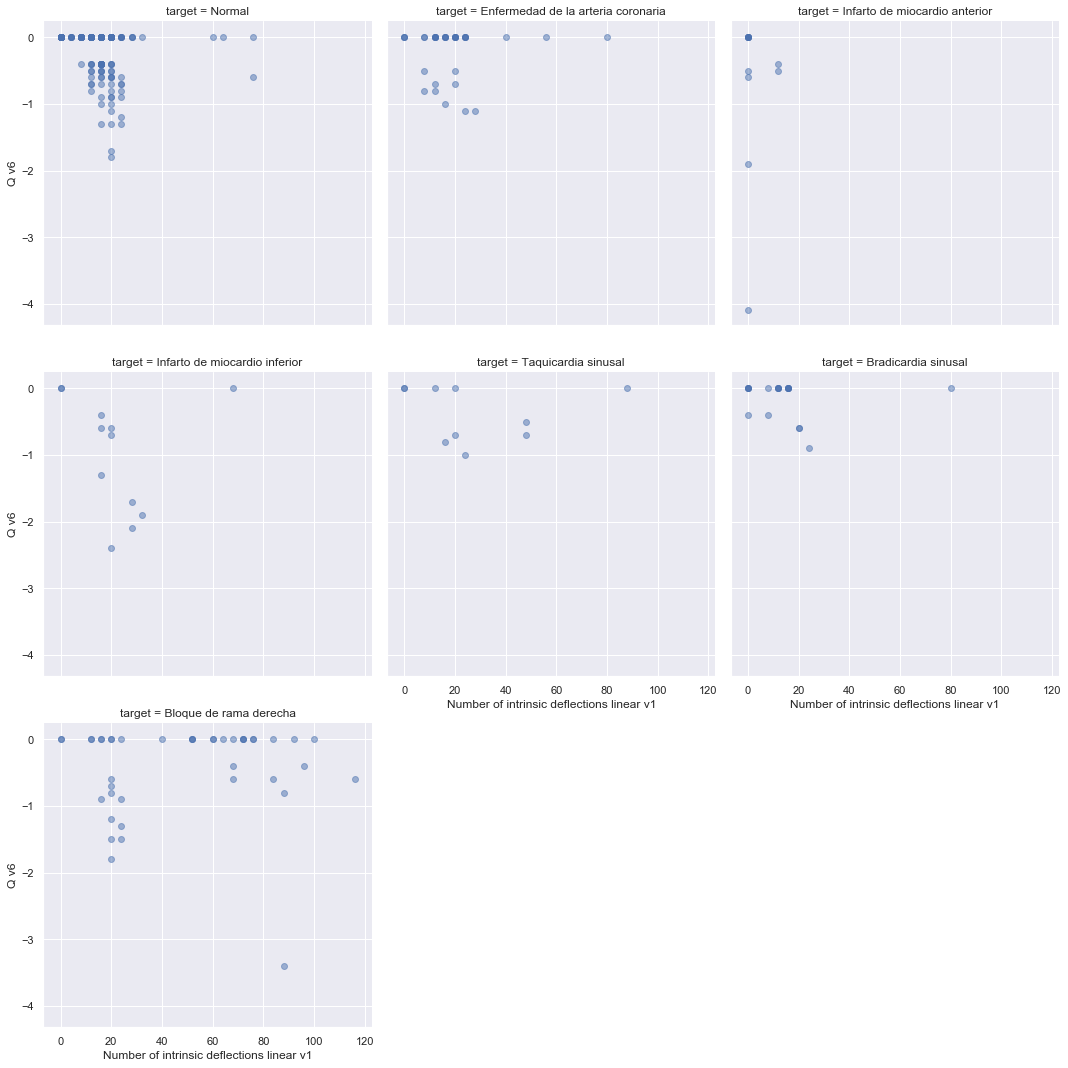 target = Normal
target = Enfermedad de la arteria coronaria
target = Infarto de miocardio anterior
0
−1
−2
−3
−4
Q v6
target = Infarto de miocardio inferior
target = Taquicardia sinusal
target = Bradicardia sinusal
0
−1
−2
−3
−4
Q v6
0 20 40 60 80 100 120
0 20 40 60 80 100 120
Number of intrinsic deflections linear v1
Number of intrinsic deflections linear v1
target = Bloque de rama derecha
0
−1
−2
−3
−4
Q v6
0 20 40 60 80 100 120
Number of intrinsic deflections linear v1